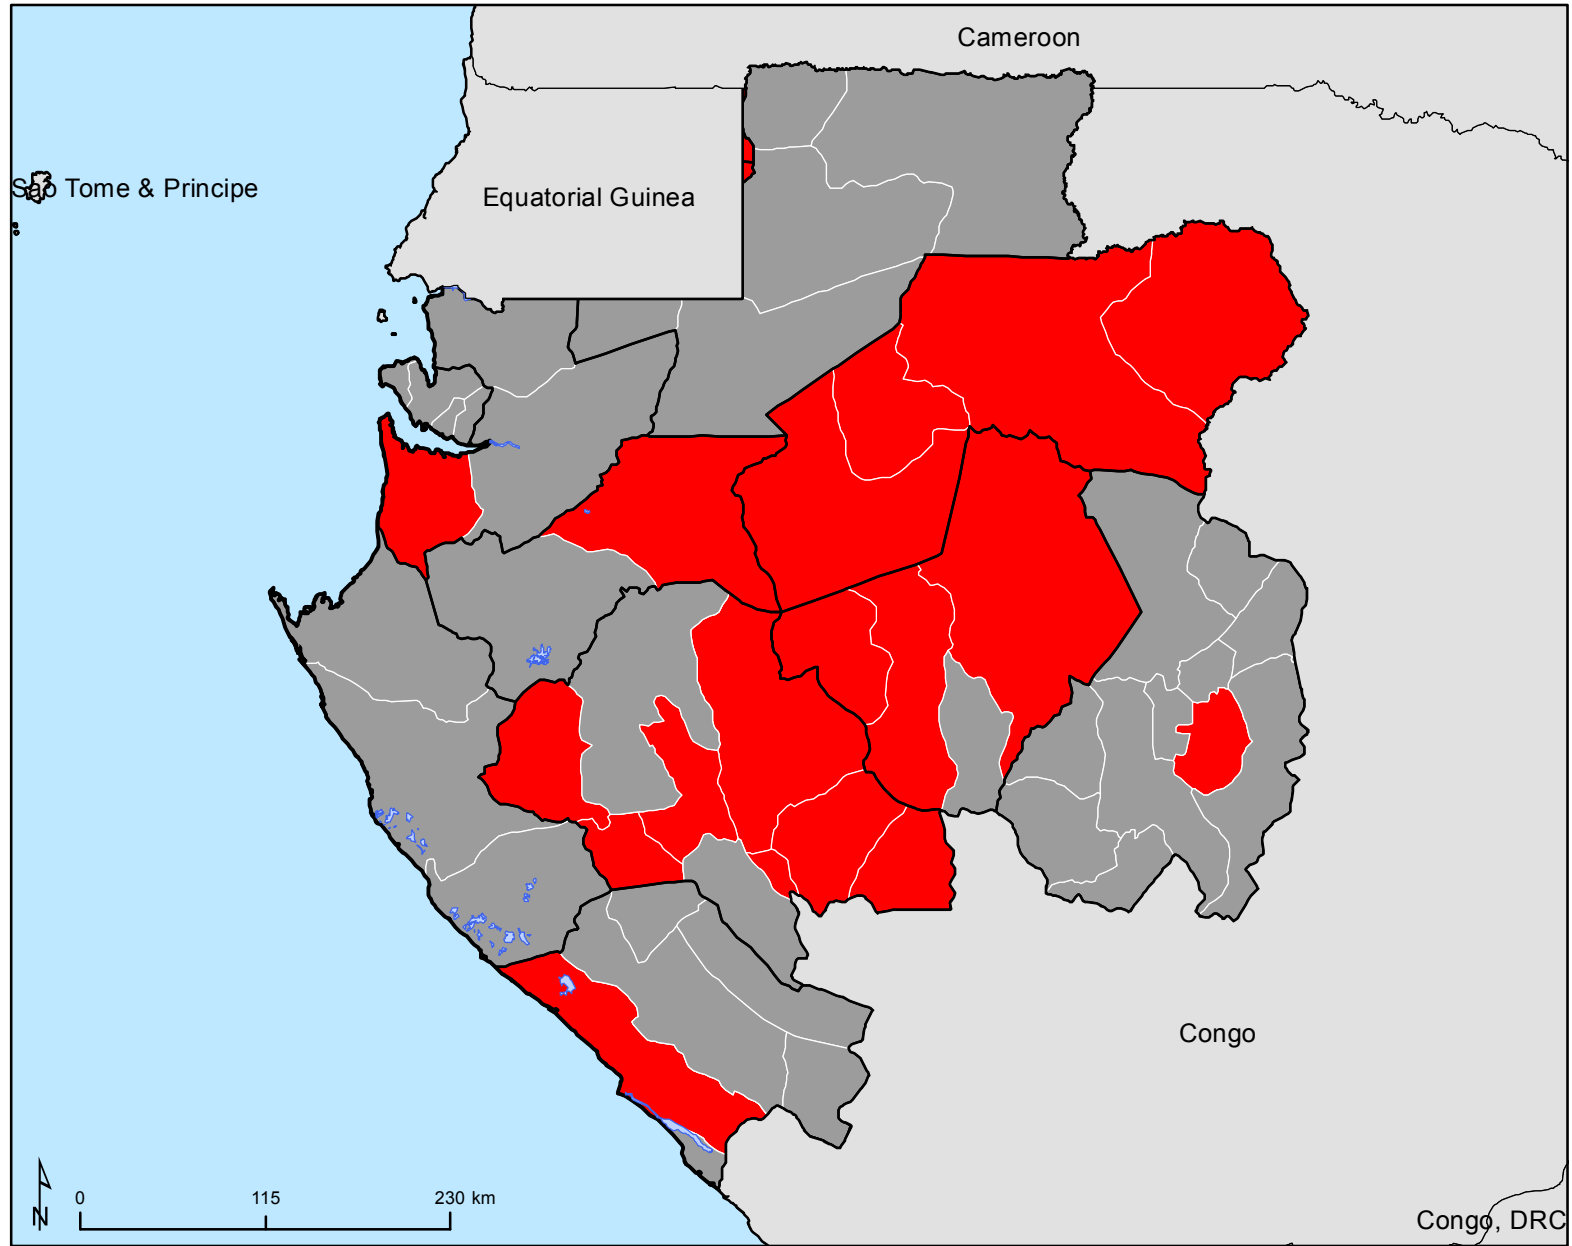 Cameroon
Sao Tome & Principe
Equatorial Guinea
Congo
N
0 115 230 km
Congo, DRC